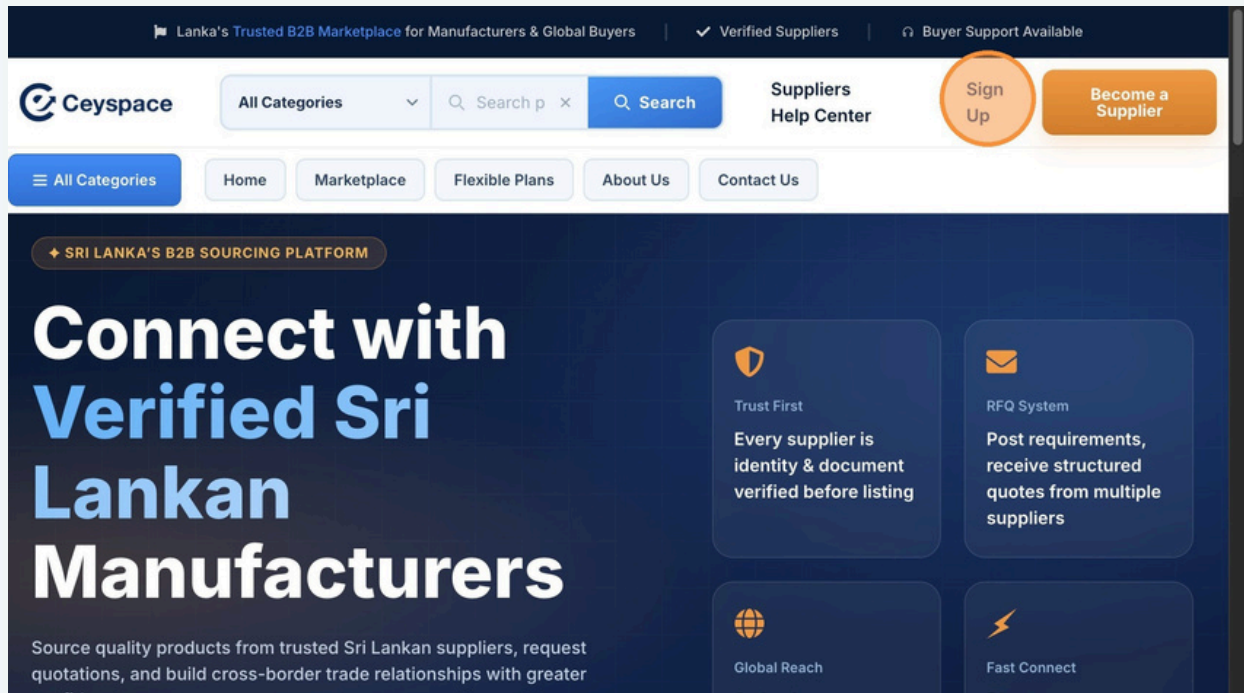 Lanka's Trusted B2B Marketplace for Manufacturers & Global Buyers
Verified Suppliers
Buyer Support Available
Ceyspace
All Categories
Search p
Search
Suppliers
Help Center
Sign
Up
Become a
Supplier
All Categories
Home
Marketplace
Flexible Plans
About Us
Contact Us
SRI LANKA'S B2B SOURCING PLATFORM
Connect with
Verified Sri
Lankan
Manufacturers
Source quality products from trusted Sri Lankan suppliers, request
quotations, and build cross-border trade relationships with greater
Trust First
Every supplier is
identity & document
verified before listing
RFQ System
Post requirements,
receive structured
quotes from multiple
suppliers
Global Reach
Fast Connect